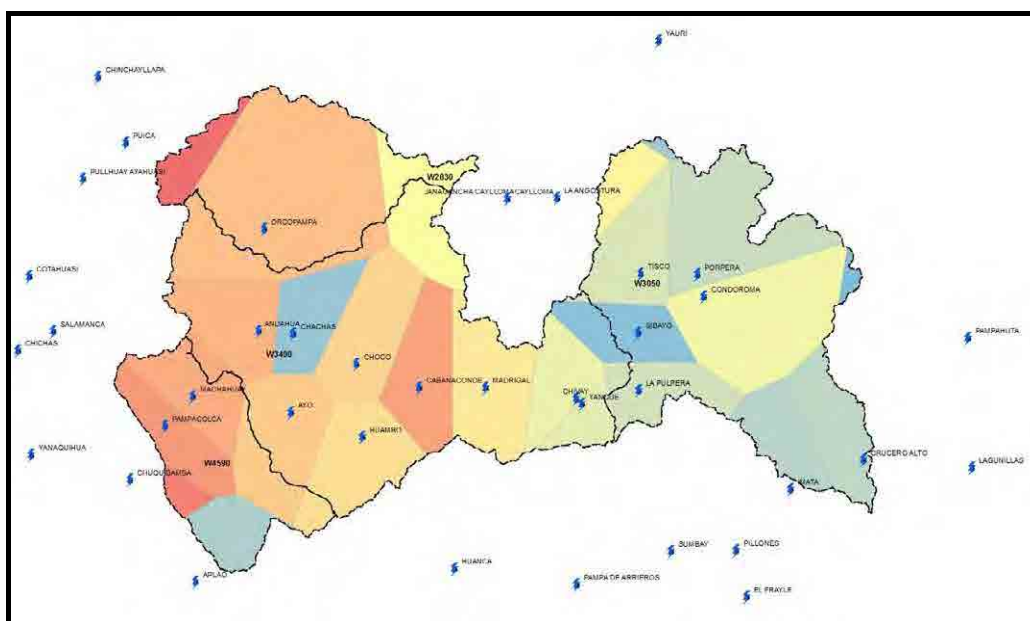 YAURI
CHINCHAYLLAPA
PUICA
PULLHUAY AYAHUASI
W2830
JANACANCHA CAYLLOMA CAYLLOMA
LA ANGOSTURA
ORCOPAMPA
COTAHUASI
TISCO
PORPERA
W3050
CONDOROMA
SALAMANCA
ANDAHUA
CHACHAS
SIBAYO
PAMPAHUTA
CHICHAS
W3400
CHOCO
CABANACONDE
MADRIGAL
LA PULPERA
MACHAHUAY
CHIVAY
YANQUE
AYO
PAMPACOLCA
HUAMBO
YANAQUIHUA
W4590
CRUCERO ALTO
LAGUNILLAS
CHUQUIBAMBA
IMATA
SUMBAY
PILLONES
HUANCA
APLAO
PAMPA DE ARRIEROS
EL FRAYLE